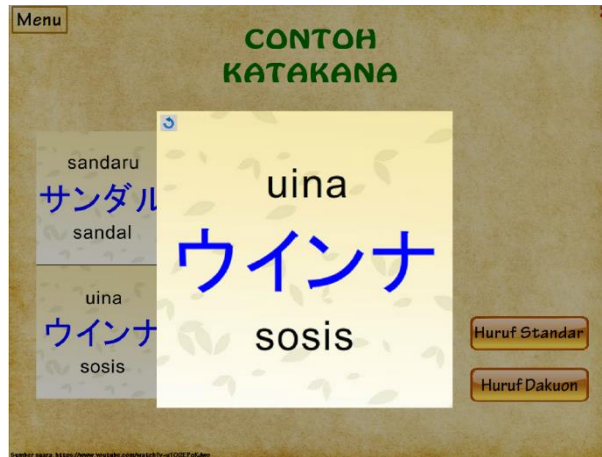 Menu
CONTOH
KATAKANA
sandaru
サンダル
sandal
uina
ウインナ
sosis
uina
ウインナ
sosis
Huruf Standar
Huruf Dakuon